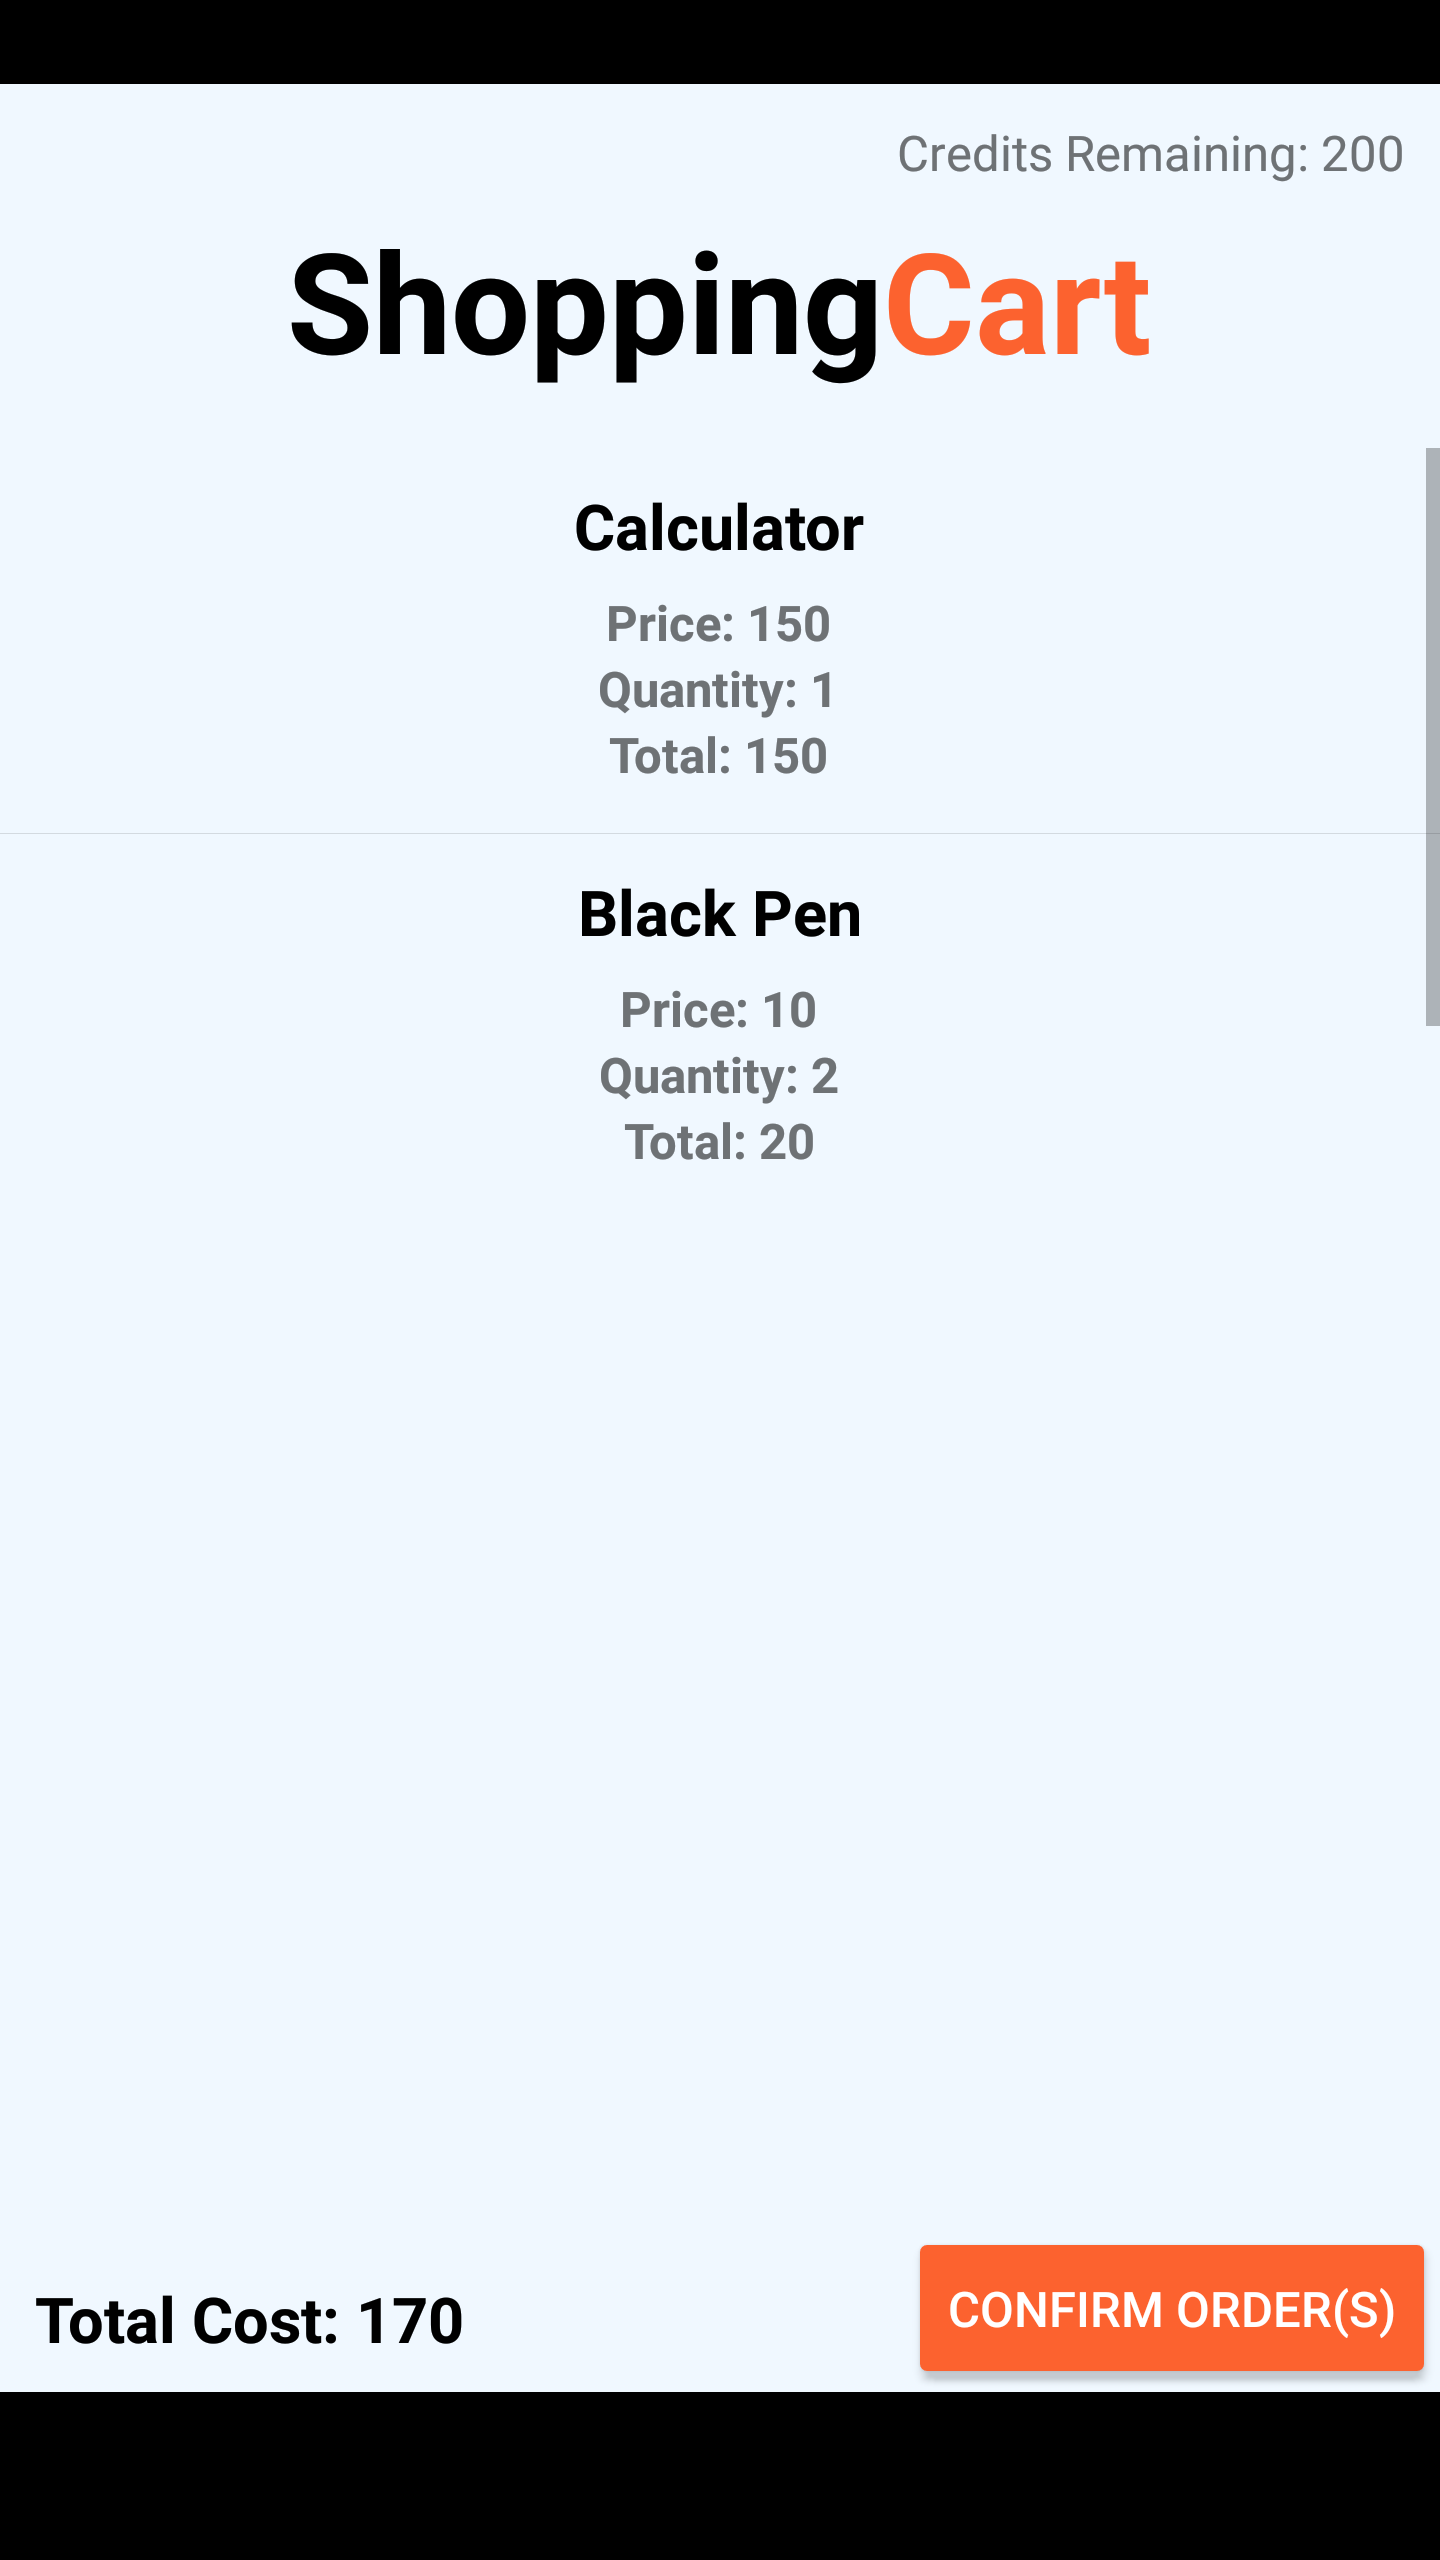 Credits Remaining: 200
ShoppingCart
Calculator
Price: 150
Quantity: 1
Total: 150
Black Pen
Price: 10
Quantity: 2
Total: 20
Total Cost: 170
CONFIRM ORDER(S)